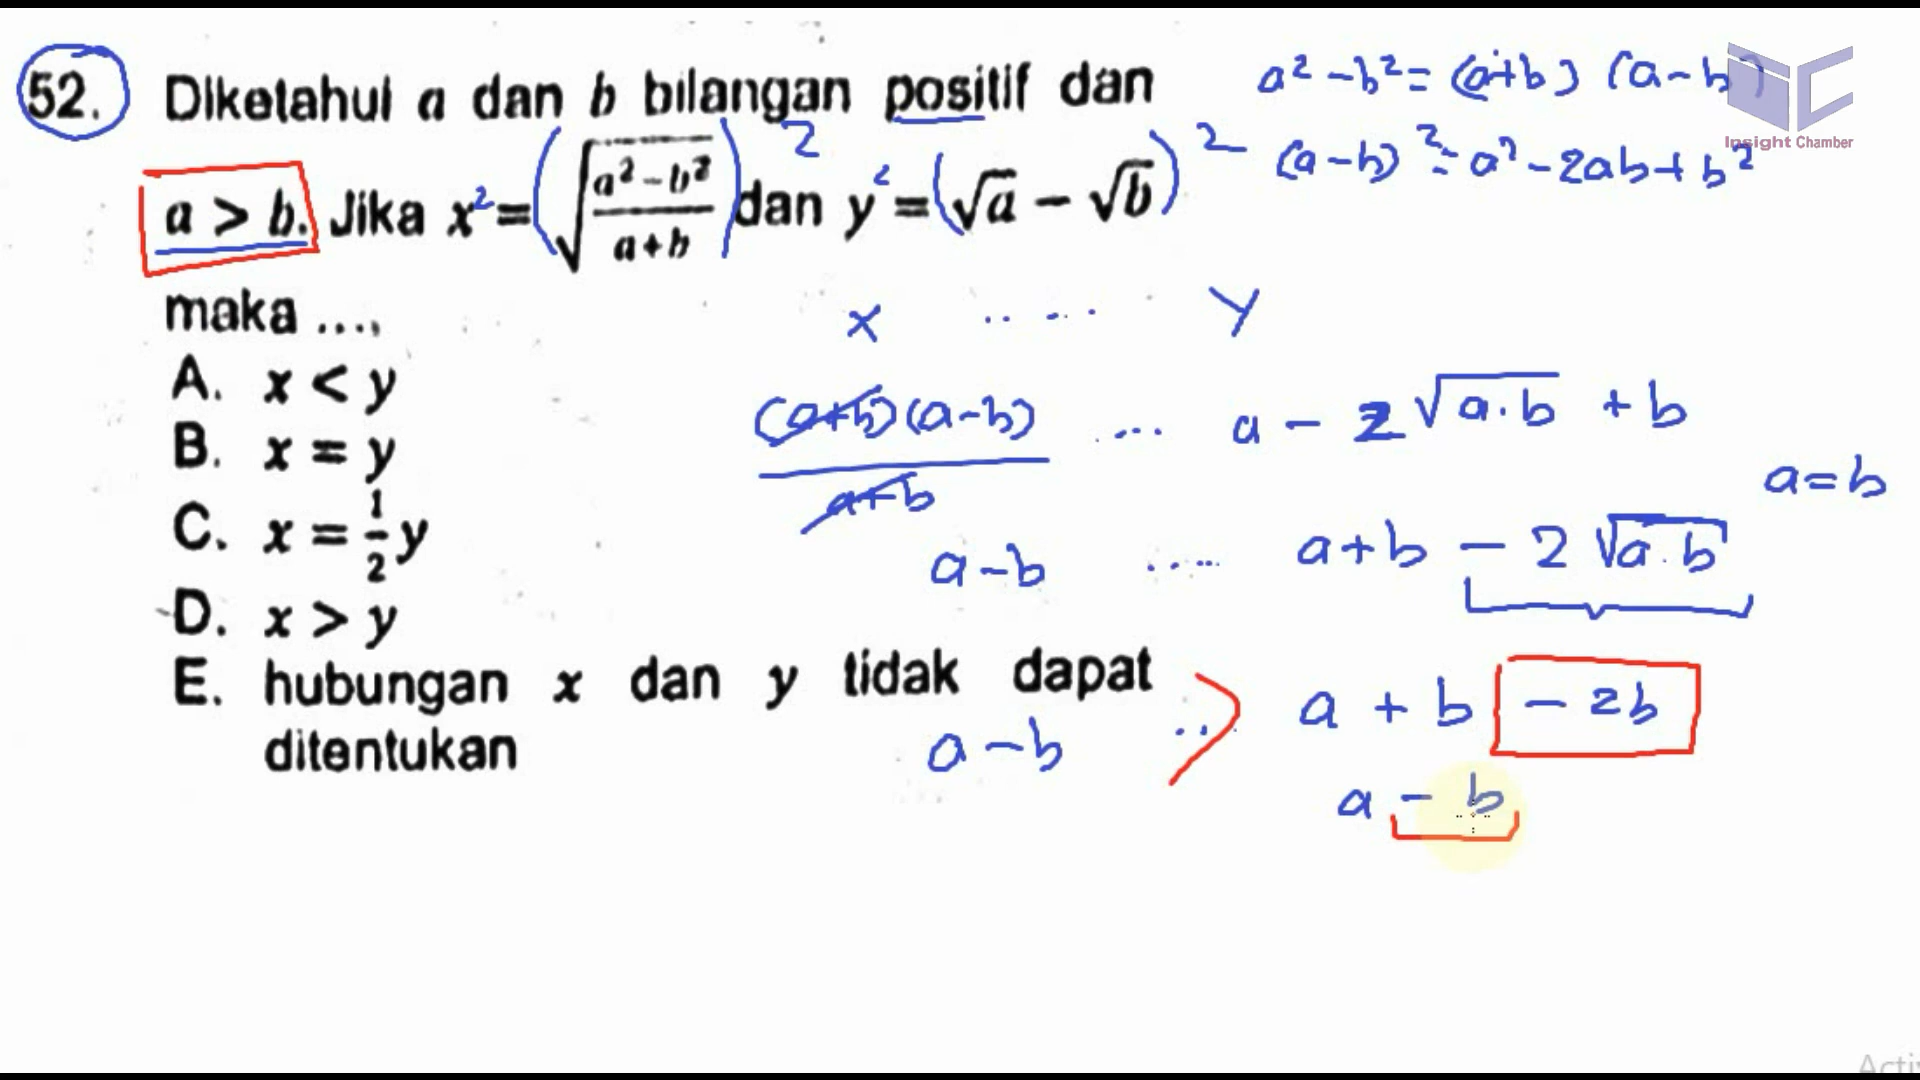 52. Diketahui a dan b bilangan positif dan
a > b. Jika x² = (√((a² − b²)/(a + b)))² dan y² = (√a − √b)²
maka ....
A. x < y
B. x = y
C. x = 1/2 y
D. x > y
E. hubungan x dan y tidak dapat
ditentukan
a² − b² = (a+b) (a − b)
(a − b)² = a² − 2ab + b²
Insight Chamber
x ..... y
(a+b)(a−b)/(a+b) .... a − 2√(a.b) + b
a=b
a−b ..... a+b − 2√(a.b)
a − b .. > a + b − 2b
a − b